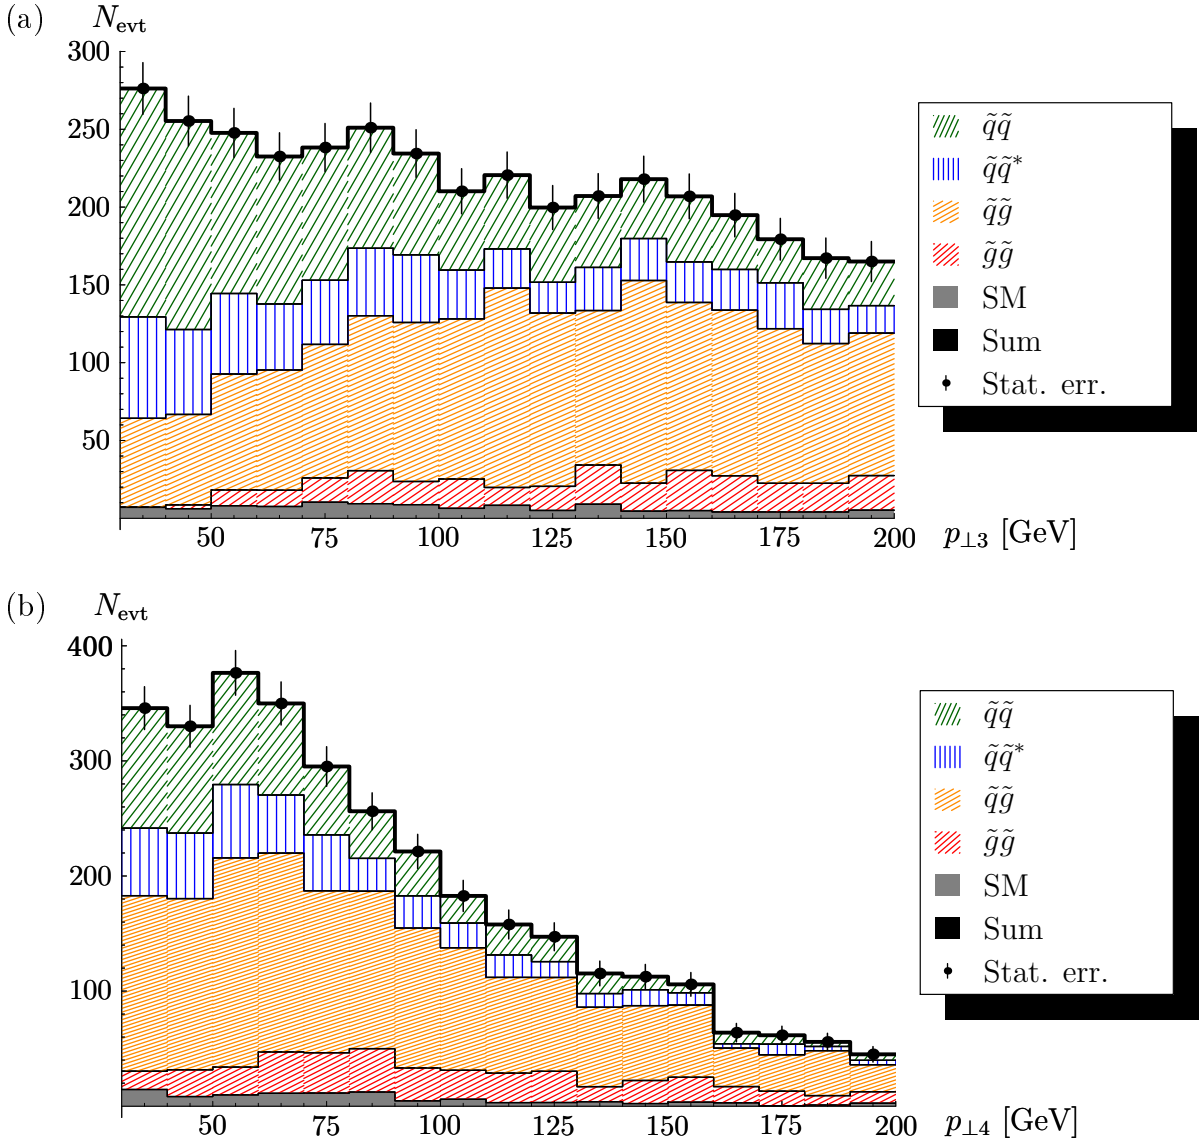 (a)
N_evt
300
250
200
150
100
50
50 75 100 125 150 175 200 p_⊥3 [GeV]
q̃q̃
q̃q̃*
q̃g̃
g̃g̃
SM
Sum
Stat. err.
(b)
N_evt
400
300
200
100
50 75 100 125 150 175 200 p_⊥4 [GeV]
q̃q̃
q̃q̃*
q̃g̃
g̃g̃
SM
Sum
Stat. err.